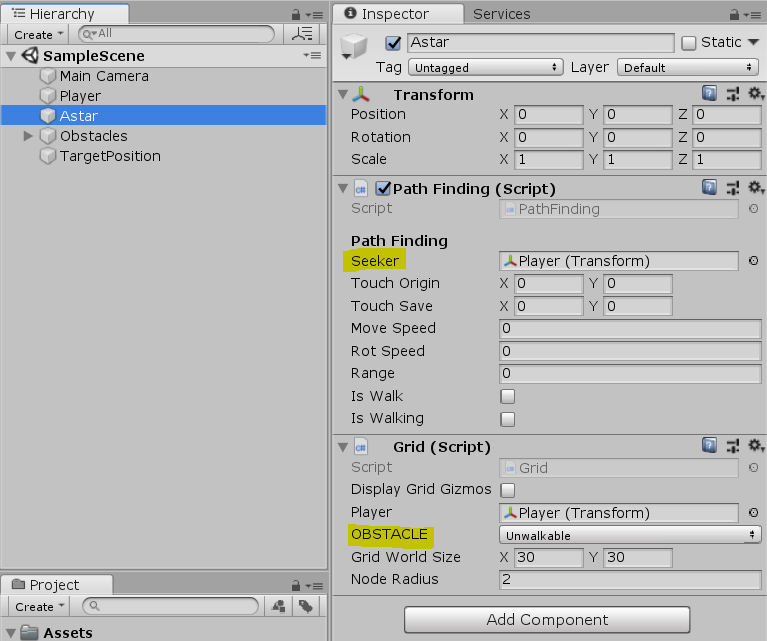 Hierarchy
Create
All
SampleScene
Main Camera
Player
Astar
Obstacles
TargetPosition
Project
Create
Assets
Inspector
Services
Astar
Static
Tag Untagged Layer Default
Transform
Position X 0 Y 0 Z 0
Rotation X 0 Y 0 Z 0
Scale X 1 Y 1 Z 1
Path Finding (Script)
Script PathFinding
Path Finding
Seeker Player (Transform)
Touch Origin X 0 Y 0
Touch Save X 0 Y 0
Move Speed 0
Rot Speed 0
Range 0
Is Walk
Is Walking
Grid (Script)
Script Grid
Display Grid Gizmos
Player Player (Transform)
OBSTACLE Unwalkable
Grid World Size X 30 Y 30
Node Radius 2
Add Component